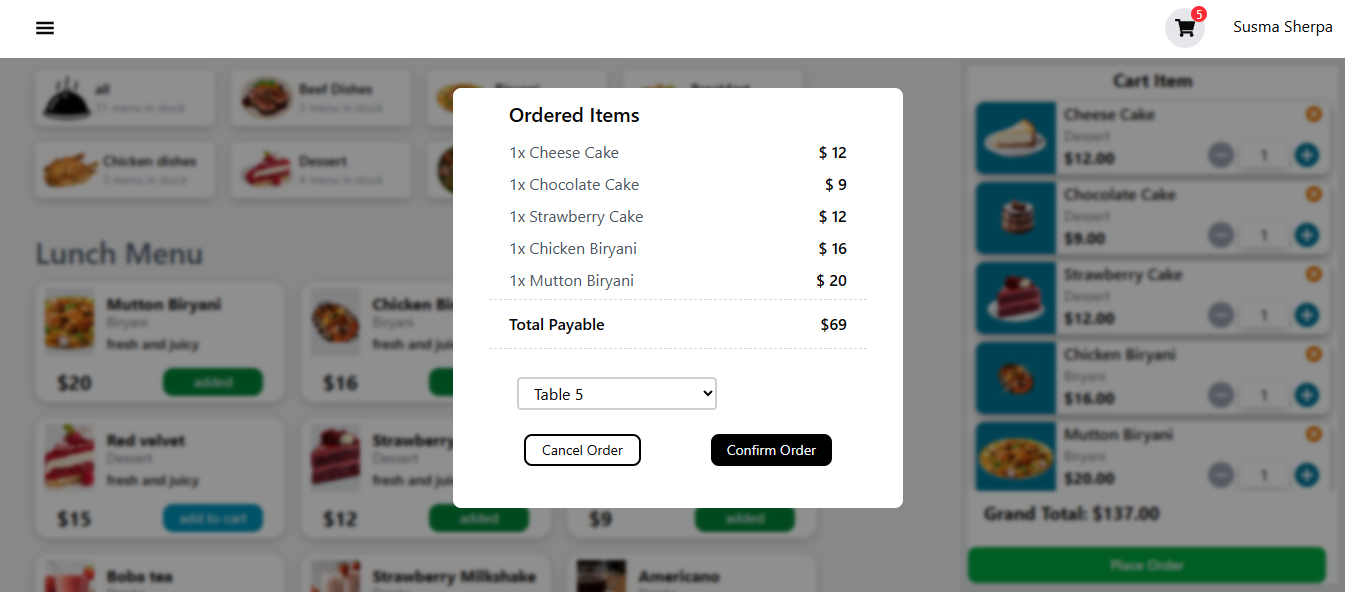 5
Susma Sherpa
all
31 menu in stock
Beef Dishes
3 menu in stock
Breakfast
Chicken dishes
3 menu in stock
Dessert
4 menu in stock
Lunch Menu
Mutton Biryani
Biryani
fresh and juicy
$20
added
Chicken Bi
Biryani
fresh and juicy
$16
Red velvet
Dessert
fresh and juicy
$15
add to cart
Strawberry
Dessert
fresh and juicy
$12
added
$9
added
Boba tea
Strawberry Milkshake
Americano
Ordered Items
1x Cheese Cake $ 12
1x Chocolate Cake $ 9
1x Strawberry Cake $ 12
1x Chicken Biryani $ 16
1x Mutton Biryani $ 20
Total Payable $69
Table 5
Cancel Order
Confirm Order
Cart Item
Cheese Cake
Dessert
$12.00
1
Chocolate Cake
Dessert
$9.00
1
Strawberry Cake
Dessert
$12.00
1
Chicken Biryani
Biryani
$16.00
1
Mutton Biryani
Biryani
$20.00
1
Grand Total: $137.00
Place Order